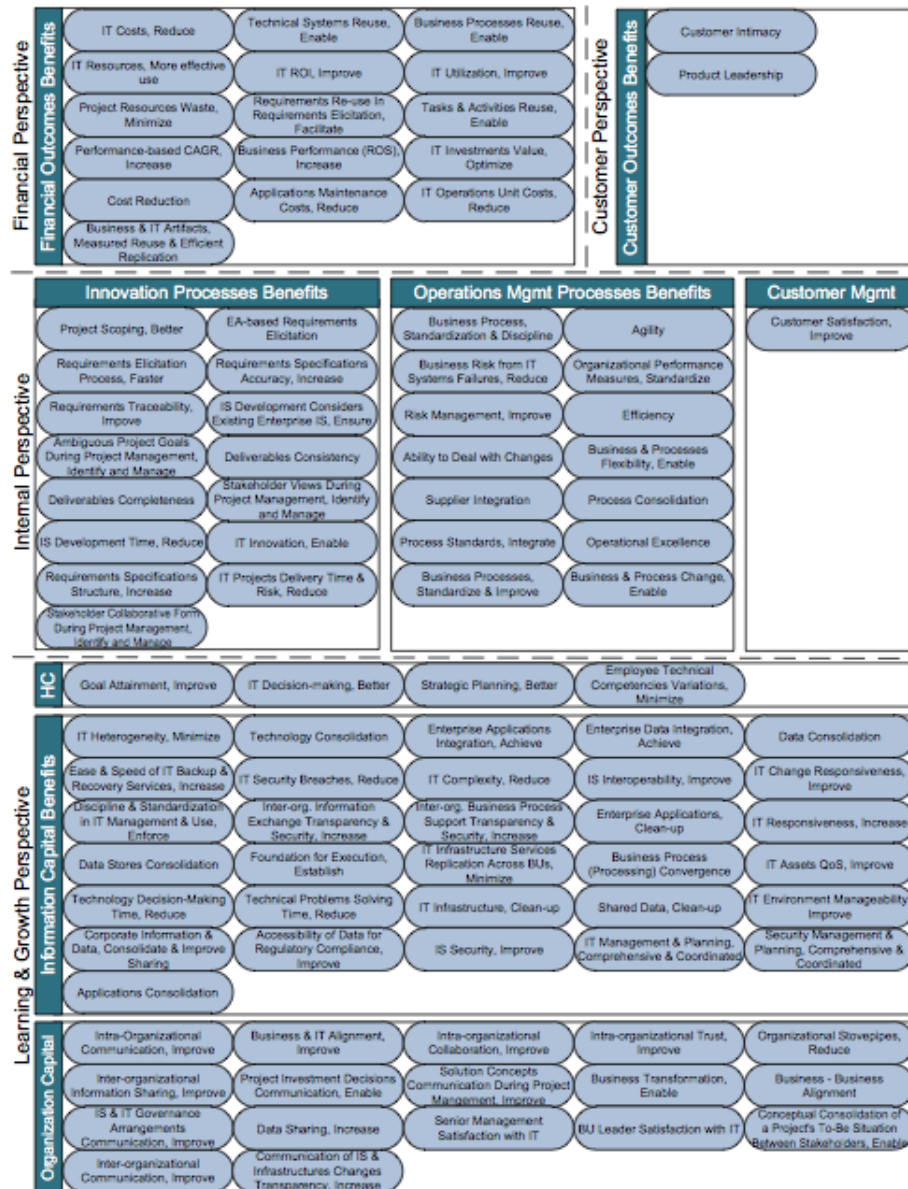 Financial Perspective
Financial Outcomes Benefits
IT Costs, Reduce
Technical Systems Reuse,
Enable
Business Processes Reuse,
Enable
IT Resources, More effective
use
IT ROI, Improve
IT Utilization, Improve
Project Resources Waste,
Minimize
Requirements Re-use In
Requirements Elicitation,
Facilitate
Tasks & Activities Reuse,
Enable
Performance-based CAGR,
Increase
Business Performance (ROS),
Increase
IT Investments Value,
Optimize
Cost Reduction
Applications Maintenance
Costs, Reduce
IT Operations Unit Costs,
Reduce
Business & IT Artifacts,
Measured Reuse & Efficient
Replication
Customer Perspective
Customer Outcomes Benefits
Customer Intimacy
Product Leadership
Internal Perspective
Innovation Processes Benefits
Project Scoping, Better
EA-based Requirements
Elicitation
Requirements Elicitation
Process, Faster
Requirements Specifications
Accuracy, Increase
Requirements Traceability,
Improve
IS Development Considers
Existing Enterprise IS, Ensure
Ambiguous Project Goals
During Project Management,
Identify and Manage
Deliverables Consistency
Deliverables Completeness
Stakeholder Views During
Project Management, Identify
and Manage
IS Development Time, Reduce
IT Innovation, Enable
Requirements Specifications
Structure, Increase
IT Projects Delivery Time &
Risk, Reduce
Stakeholder Collaborative Form
During Project Management,
Identify and Manage
Operations Mgmt Processes Benefits
Business Process,
Standardization & Discipline
Agility
Business Risk from IT
Systems Failures, Reduce
Organizational Performance
Measures, Standardize
Risk Management, Improve
Efficiency
Ability to Deal with Changes
Business & Processes
Flexibility, Enable
Supplier Integration
Process Consolidation
Process Standards, Integrate
Operational Excellence
Business Processes,
Standardize & Improve
Business & Process Change,
Enable
Customer Mgmt
Customer Satisfaction,
Improve
Learning & Growth Perspective
HC
Goal Attainment, Improve
IT Decision-making, Better
Strategic Planning, Better
Employee Technical
Competencies Variations,
Minimize
Information Capital Benefits
IT Heterogeneity, Minimize
Technology Consolidation
Enterprise Applications
Integration, Achieve
Enterprise Data Integration,
Achieve
Data Consolidation
Ease & Speed of IT Backup &
Recovery Services, Increase
IT Security Breaches, Reduce
IT Complexity, Reduce
IS Interoperability, Improve
IT Change Responsiveness,
Improve
Discipline & Standardization
in IT Management & Use,
Enforce
Inter-org. Information
Exchange Transparency &
Security, Increase
Inter-org. Business Process
Support Transparency &
Security, Increase
Enterprise Applications,
Clean-up
IT Responsiveness, Increase
Data Stores Consolidation
Foundation for Execution,
Establish
IT Infrastructure Services
Replication Across BUs,
Minimize
Business Process
(Processing) Convergence
IT Assets QoS, Improve
Technology Decision-Making
Time, Reduce
Technical Problems Solving
Time, Reduce
IT Infrastructure, Clean-up
Shared Data, Clean-up
IT Environment Manageability
Improve
Corporate Information &
Data, Consolidate & Improve
Sharing
Accessibility of Data for
Regulatory Compliance,
Improve
IS Security, Improve
IT Management & Planning,
Comprehensive & Coordinated
Security Management &
Planning, Comprehensive &
Coordinated
Applications Consolidation
Organization Capital
Intra-Organizational
Communication, Improve
Business & IT Alignment,
Improve
Intra-organizational
Collaboration, Improve
Intra-organizational Trust,
Improve
Organizational Stovepipes,
Reduce
Inter-organizational
Information Sharing, Improve
Project Investment Decisions
Communication, Enable
Solution Concepts
Communication During Project
Mangement, Improve
Business Transformation,
Enable
Business - Business
Alignment
IS & IT Governance
Arrangements
Communication, Improve
Data Sharing, Increase
Senior Management
Satisfaction with IT
BU Leader Satisfaction with IT
Conceptual Consolidation of
a Project's To-Be Situation
Between Stakeholders, Enable
Inter-organizational
Communication, Improve
Communication of IS &
Infrastructures Changes
Transparency, Increase